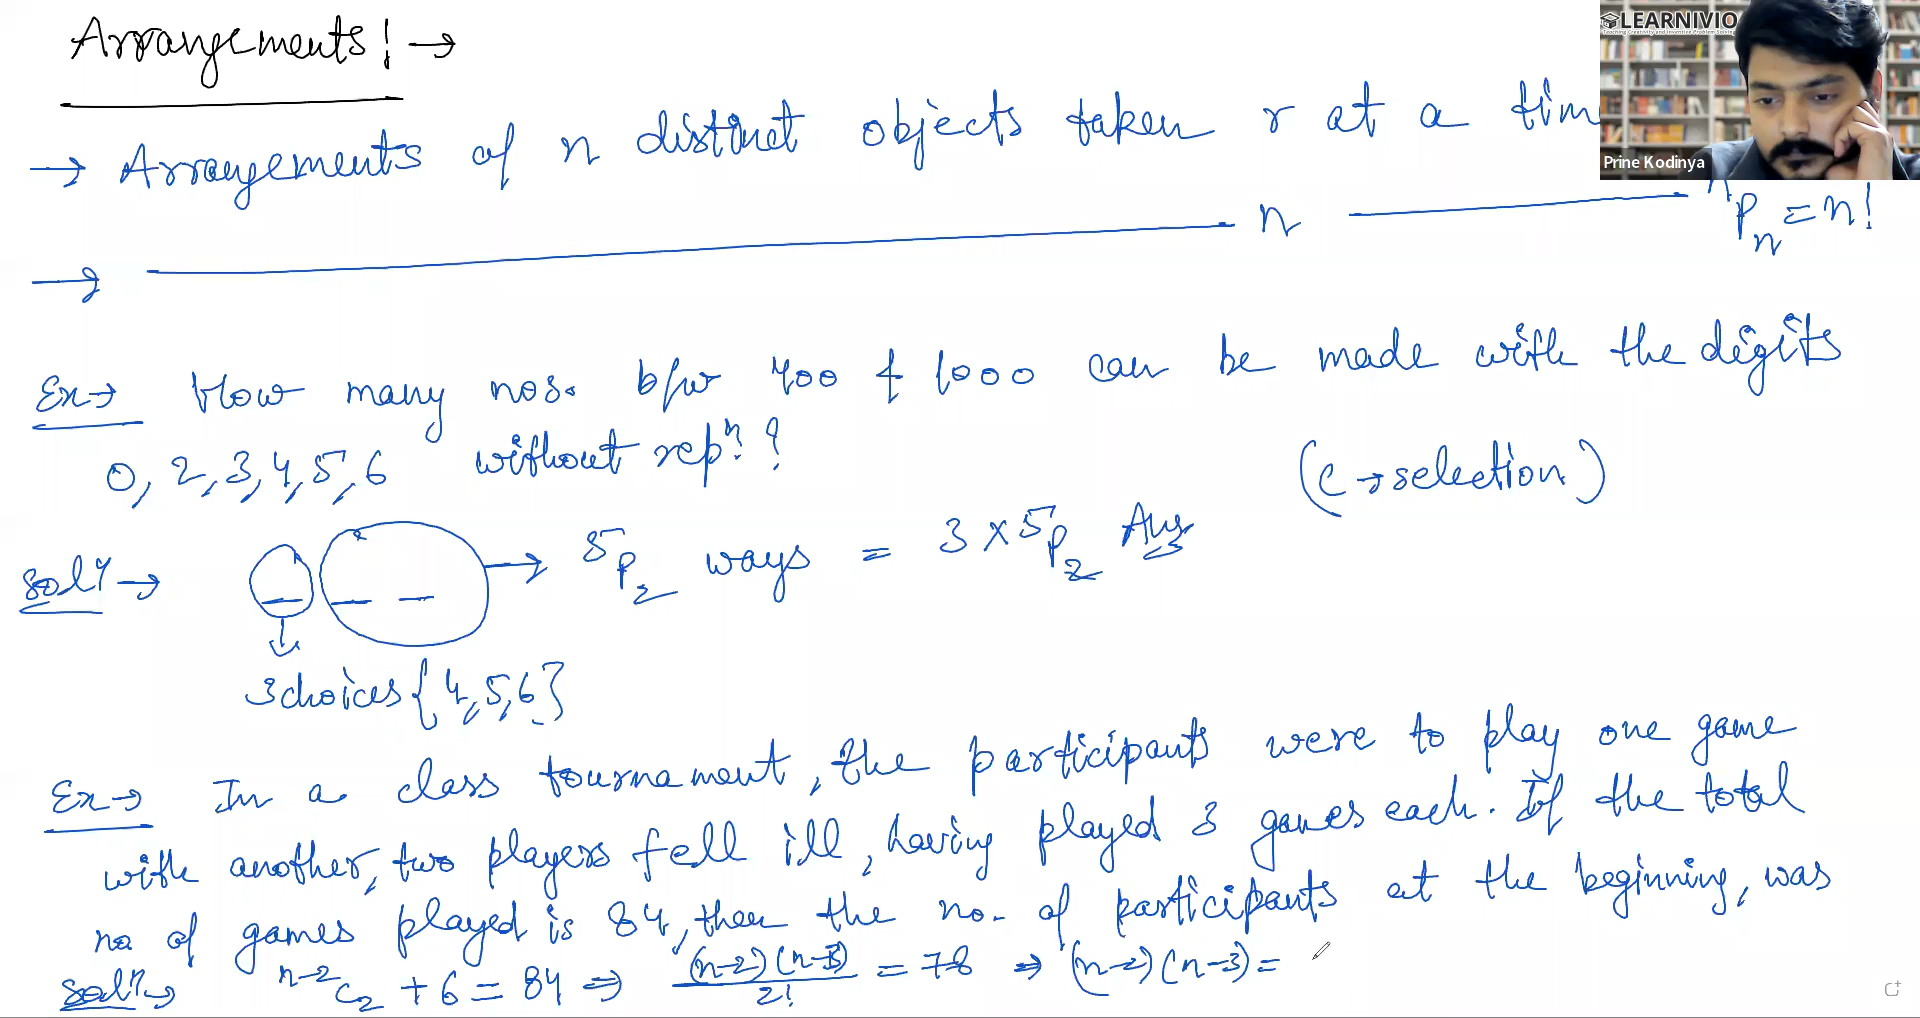 Arrangements! →
LEARNIVIO
→ Arrangements of n distinct objects taken r at a tim
Prine Kodinya
→ ——— n ——— ⁿPₙ = n!
Ex→ How many nos. b/w 400 & 1000 can be made with the digits
0, 2, 3, 4, 5, 6 without repⁿ. ?
(C → selection)
Solⁿ → _ _ _ → ⁵P₂ ways = 3 × ⁵P₂ Ans
3 choices {4, 5, 6}
Ex→ In a class tournament, the participants were to play one game
with another, two players fell ill, having played 3 games each. If the total
no of games played is 84, then the no. of participants at the beginning, was
Solⁿ→ ⁿ⁻²C₂ + 6 = 84 ⇒ (n-2)(n-3)/2! = 78 ⇒ (n-2)(n-3) =